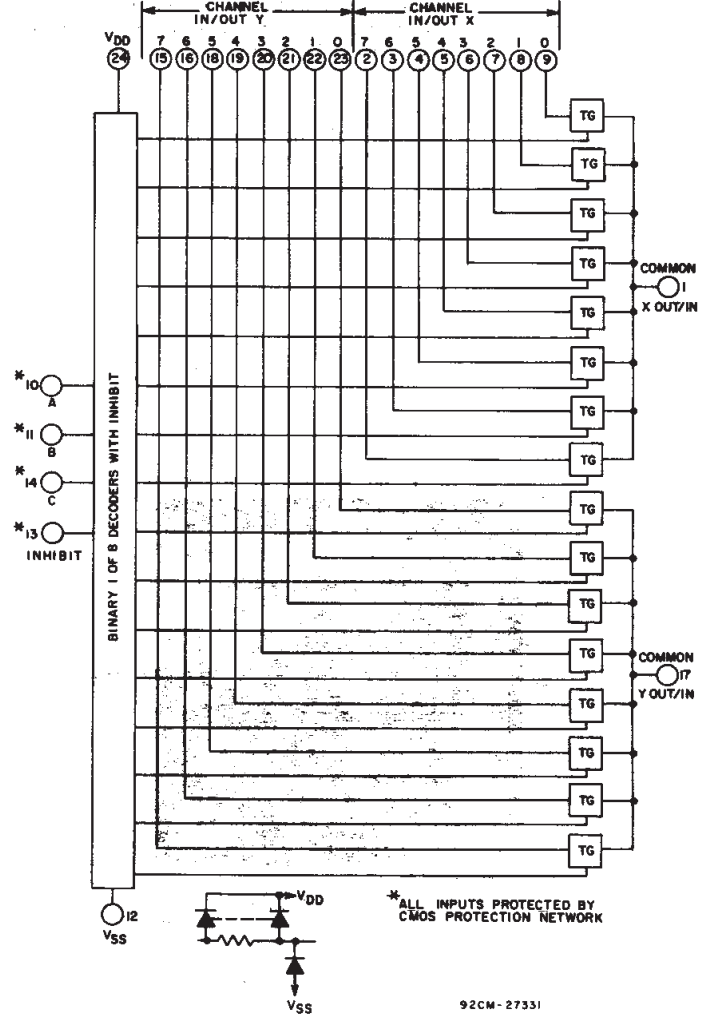 CHANNEL CHANNEL
IN/OUT Y IN/OUT X
VDD 7 6 5 4 3 2 1 0 7 6 5 4 3 2 1 0
24 15 16 18 19 20 21 22 23 2 3 4 5 6 7 8 9
TG
TG
TG
TG
COMMON
1
X OUT/IN
TG
TG
*10
A
TG
*11
B
TG
*14
C
TG
*13
INHIBIT
BINARY 1 OF 8 DECODERS WITH INHIBIT
TG
TG
TG
COMMON
17
Y OUT/IN
TG
TG
TG
TG
12
VSS
VDD
VSS
*ALL INPUTS PROTECTED BY
CMOS PROTECTION NETWORK
92CM-27331